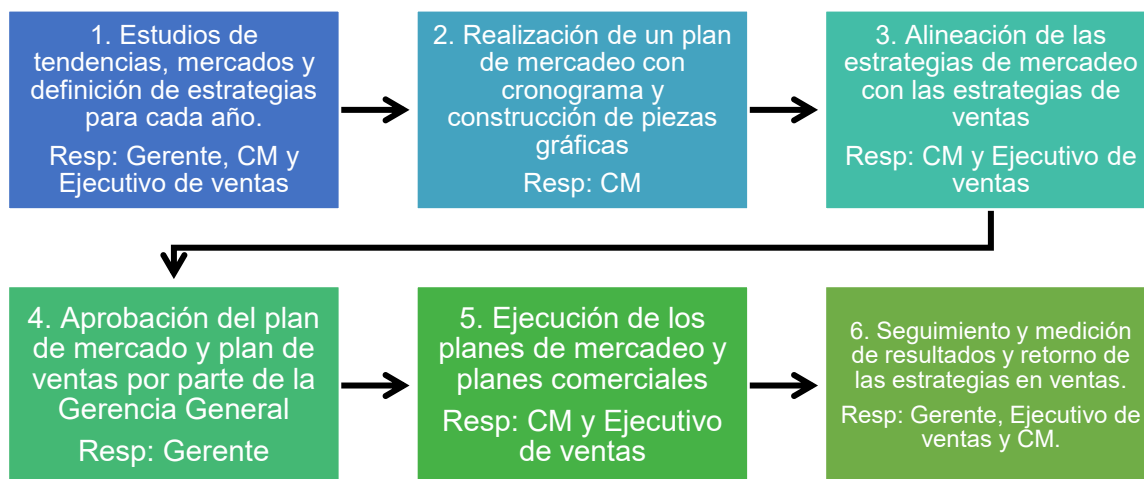 1. Estudios de
tendencias, mercados y
definición de estrategias
para cada año.
Resp: Gerente, CM y
Ejecutivo de ventas
2. Realización de un plan
de mercadeo con
cronograma y
construcción de piezas
gráficas
Resp: CM
3. Alineación de las
estrategias de mercadeo
con las estrategias de
ventas
Resp: CM y Ejecutivo de
ventas
4. Aprobación del plan
de mercado y plan de
ventas por parte de la
Gerencia General
Resp: Gerente
5. Ejecución de los
planes de mercadeo y
planes comerciales
Resp: CM y Ejecutivo
de ventas
6. Seguimiento y medición
de resultados y retorno de
las estrategias en ventas.
Resp: Gerente, Ejecutivo de
ventas y CM.